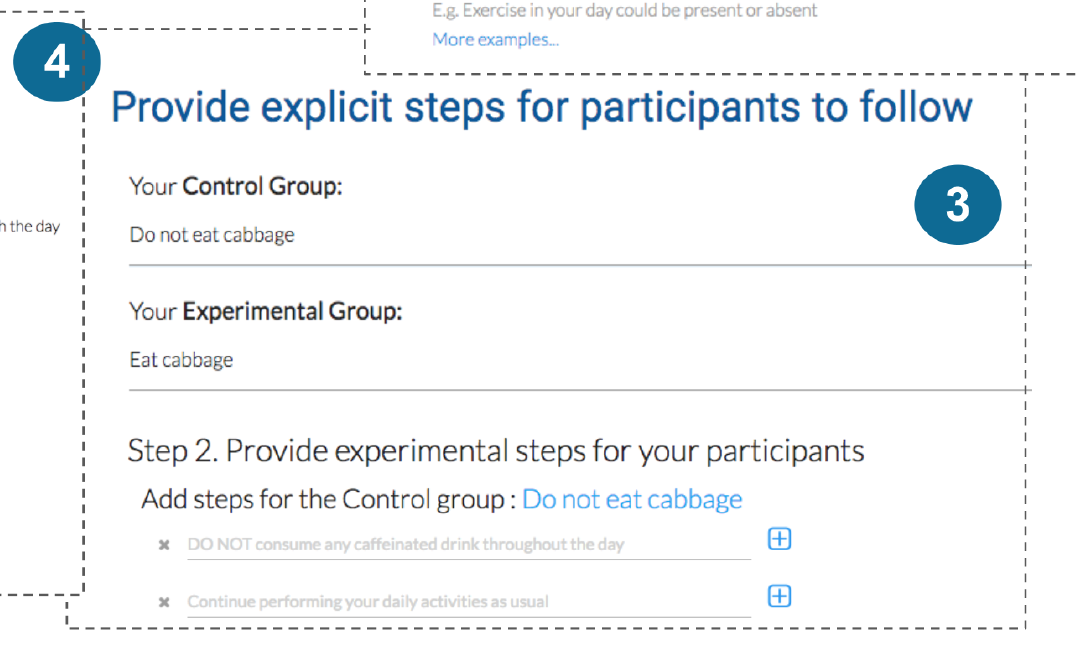 E.g. Exercise in your day could be present or absent
More examples...
4
Provide explicit steps for participants to follow
Your Control Group:
3
the day
Do not eat cabbage
Your Experimental Group:
Eat cabbage
Step 2. Provide experimental steps for your participants
Add steps for the Control group : Do not eat cabbage
DO NOT consume any caffeinated drink throughout the day
Continue performing your daily activities as usual